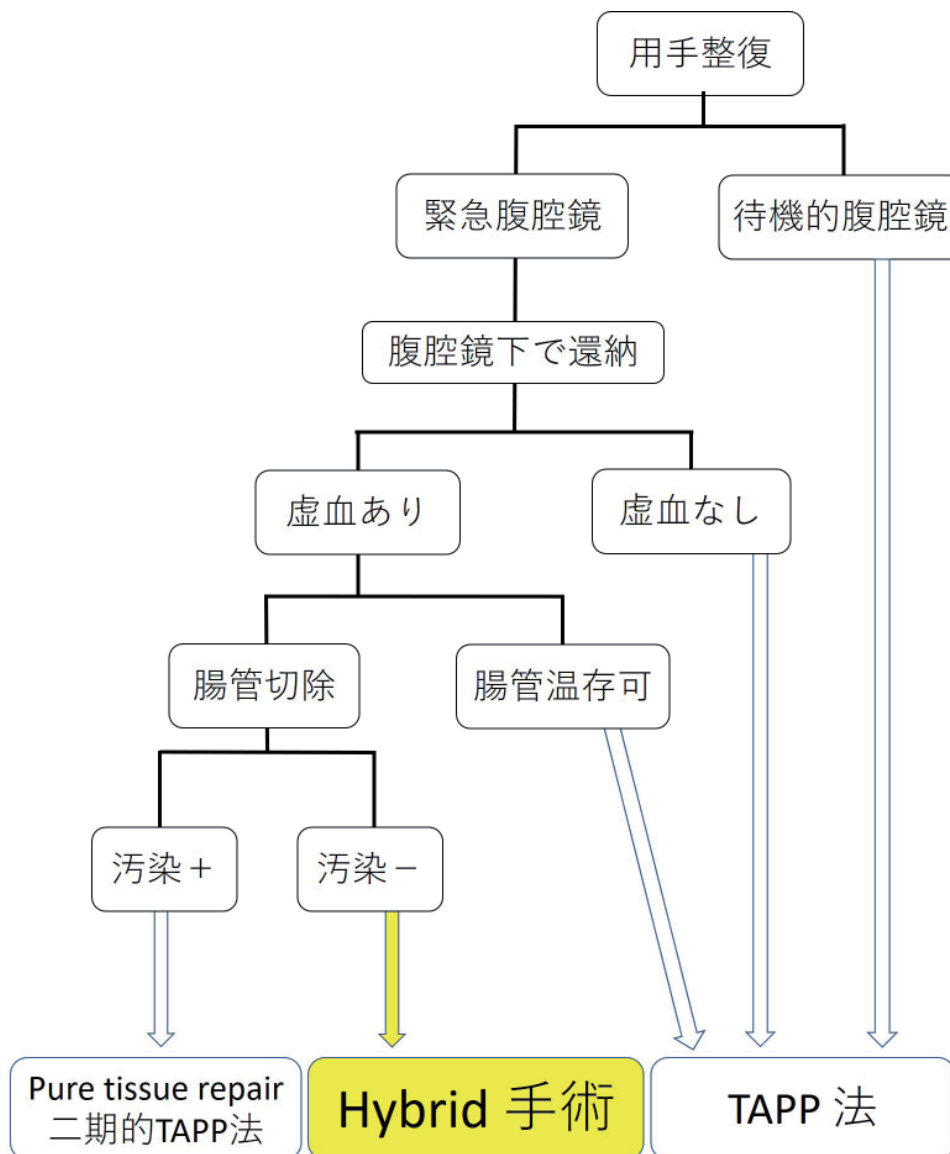 用手整復
緊急腹腔鏡
待機的腹腔鏡
腹腔鏡下で還納
虚血あり
虚血なし
腸管切除
腸管温存可
汚染＋
汚染－
Pure tissue repair
二期的TAPP法
Hybrid 手術
TAPP 法